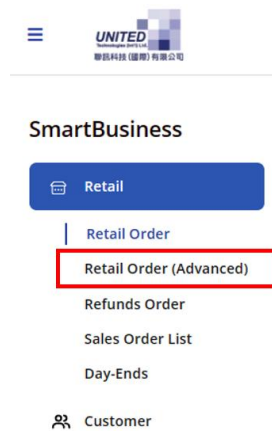 UNITED
Technologies (Int'l) Ltd.
聯訊科技(國際)有限公司
SmartBusiness
Retail
Retail Order
Retail Order (Advanced)
Refunds Order
Sales Order List
Day-Ends
Customer